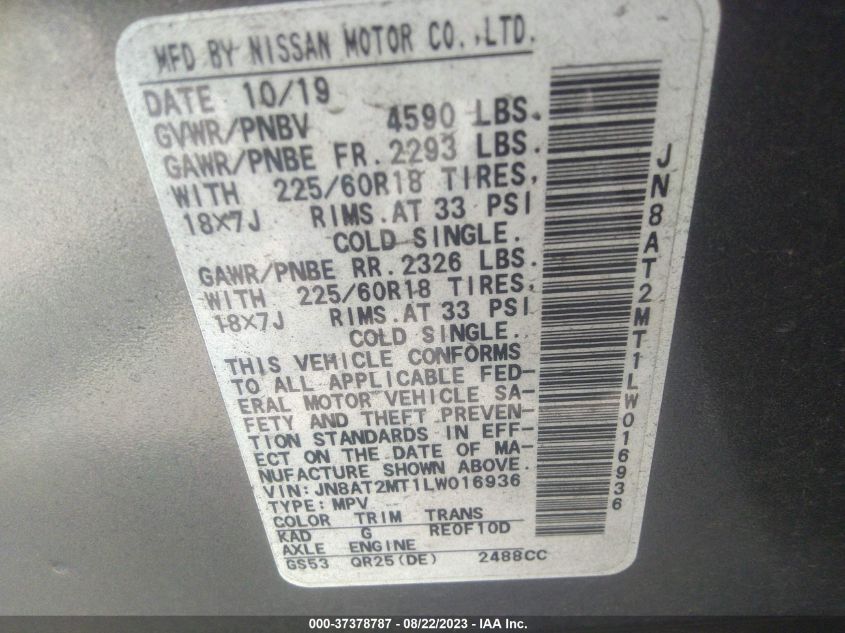 MFD BY NISSAN MOTOR CO.,LTD.
DATE 10/19
GVWR/PNBV 4590 LBS.
GAWR/PNBE FR. 2293 LBS.
WITH 225/60R18 TIRES,
18X7J RIMS.AT 33 PSI
COLD SINGLE.
GAWR/PNBE RR. 2326 LBS.
WITH 225/60R18 TIRES,
18X7J RIMS.AT 33 PSI
COLD SINGLE.
THIS VEHICLE CONFORMS
TO ALL APPLICABLE FED-
ERAL MOTOR VEHICLE SA-
FETY AND THEFT PREVEN-
TION STANDARDS IN EFF-
ECT ON THE DATE OF MA-
NUFACTURE SHOWN ABOVE.
VIN: JN8AT2MT1LW016936
TYPE: MPV
COLOR TRIM TRANS
KAD G RE0F10D
AXLE ENGINE
GS53 QR25(DE) 2488CC
JN8AT2MT1LW016936
000-37378787 - 08/22/2023 - IAA Inc.